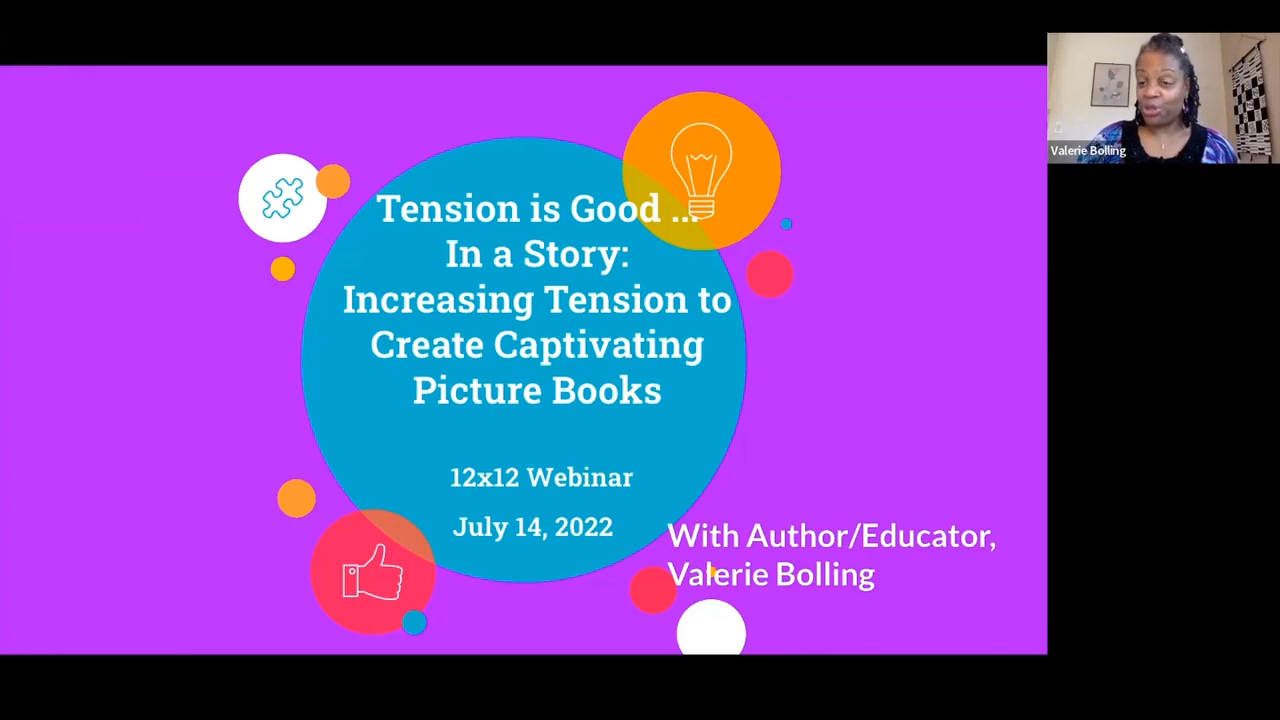 Tension is Good ...
In a Story:
Increasing Tension to
Create Captivating
Picture Books
12x12 Webinar
July 14, 2022
With Author/Educator,
Valerie Bolling
Valerie Bolling